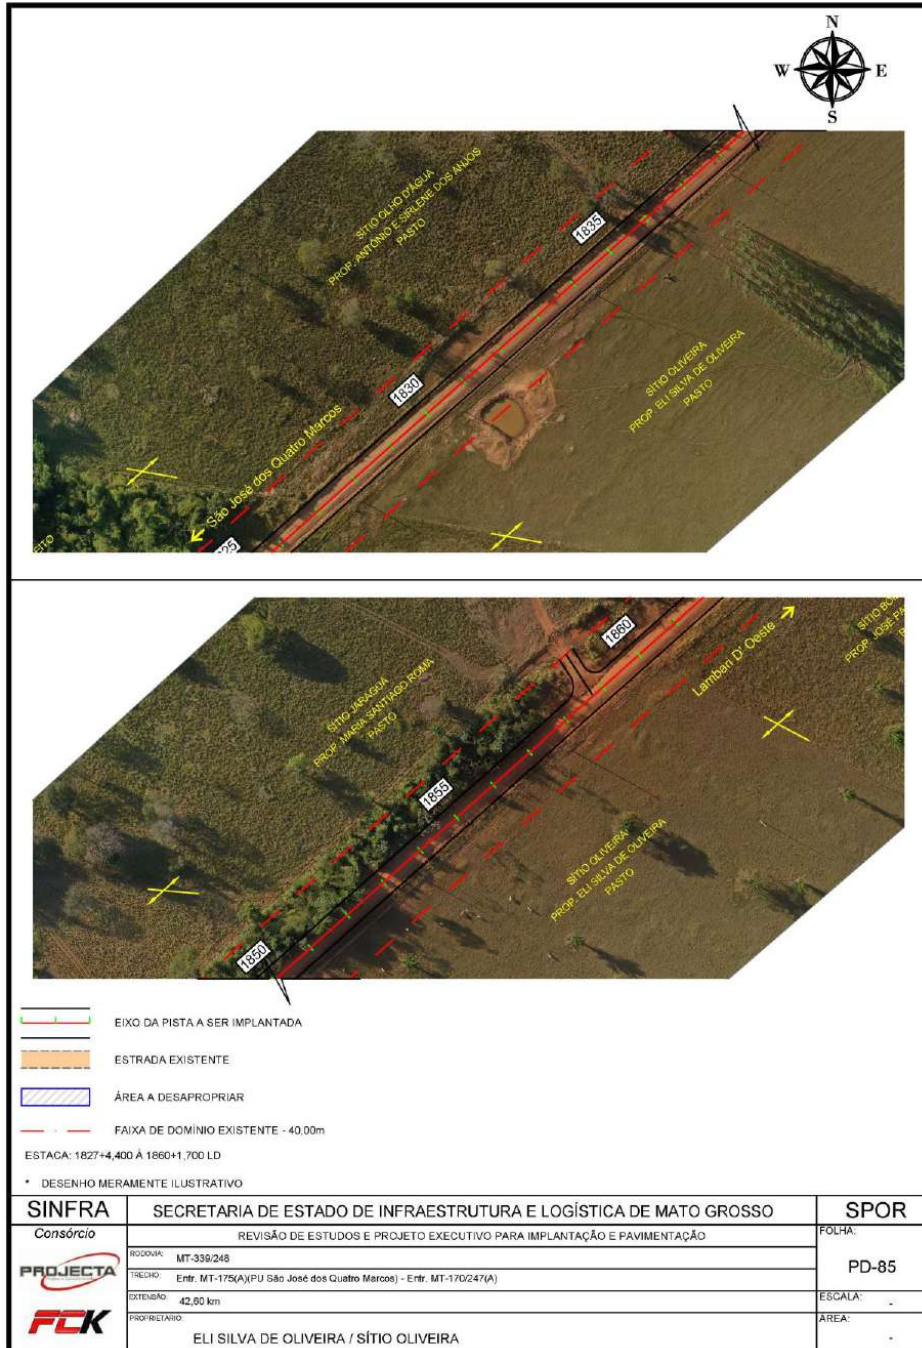 N
W E
S
SÍTIO OLHO D'ÁGUA
PROP. ANTÔNIO E SIRLENE DOS ANJOS
PASTO
1835
SÍTIO OLIVEIRA
PROP. ELI SILVA DE OLIVEIRA
PASTO
1830
São José dos Quatro Marcos
1860
Lambari D' Oeste
SÍTIO JARAGUÁ
PROP. MARIA SANTIAGO ROMA
PASTO
1855
SÍTIO OLIVEIRA
PROP. ELI SILVA DE OLIVEIRA
PASTO
1850
EIXO DA PISTA A SER IMPLANTADA
ESTRADA EXISTENTE
ÁREA A DESAPROPRIAR
FAIXA DE DOMÍNIO EXISTENTE - 40,00m
ESTACA: 1827+4,400 À 1860+1,700 LD
* DESENHO MERAMENTE ILUSTRATIVO
SINFRA
SECRETARIA DE ESTADO DE INFRAESTRUTURA E LOGÍSTICA DE MATO GROSSO
SPOR
Consórcio
PROJECTA
FCK
REVISÃO DE ESTUDOS E PROJETO EXECUTIVO PARA IMPLANTAÇÃO E PAVIMENTAÇÃO
RODOVIA: MT-339/248
TRECHO: Entr. MT-175(A)(PU São José dos Quatro Marcos) - Entr. MT-170/247(A)
EXTENSÃO: 42,60 km
PROPRIETÁRIO:
ELI SILVA DE OLIVEIRA / SÍTIO OLIVEIRA
FOLHA:
PD-85
ESCALA: -
ÁREA: -